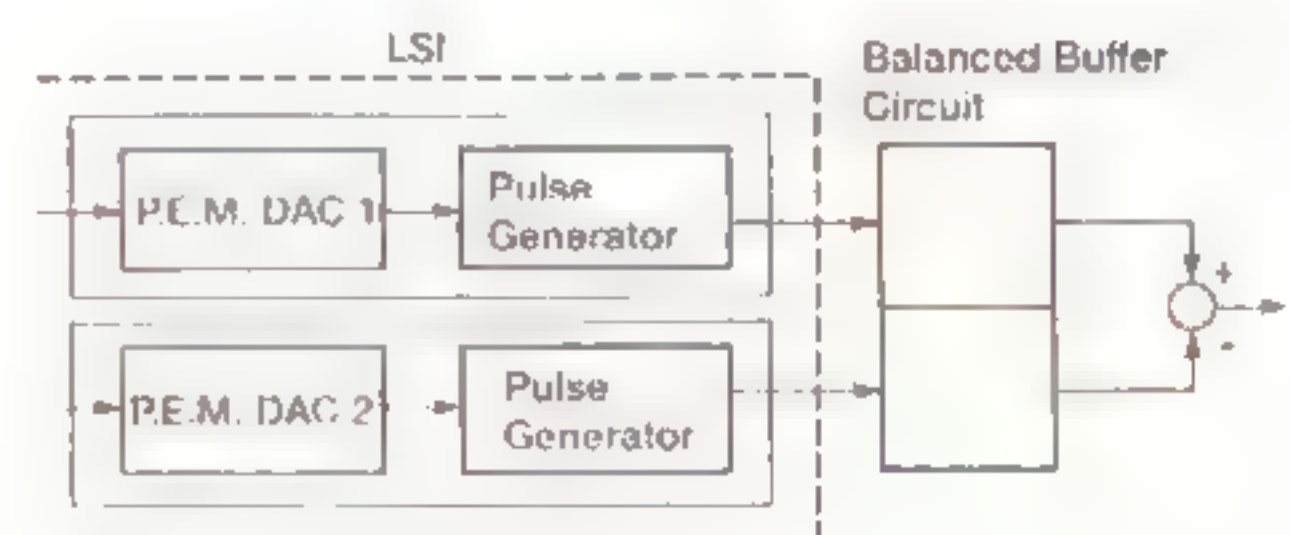 LSI
Balanced Buffer
Circuit
P.E.M. DAC 1
Pulse
Generator
+
-
P.E.M. DAC 2
Pulse
Generator